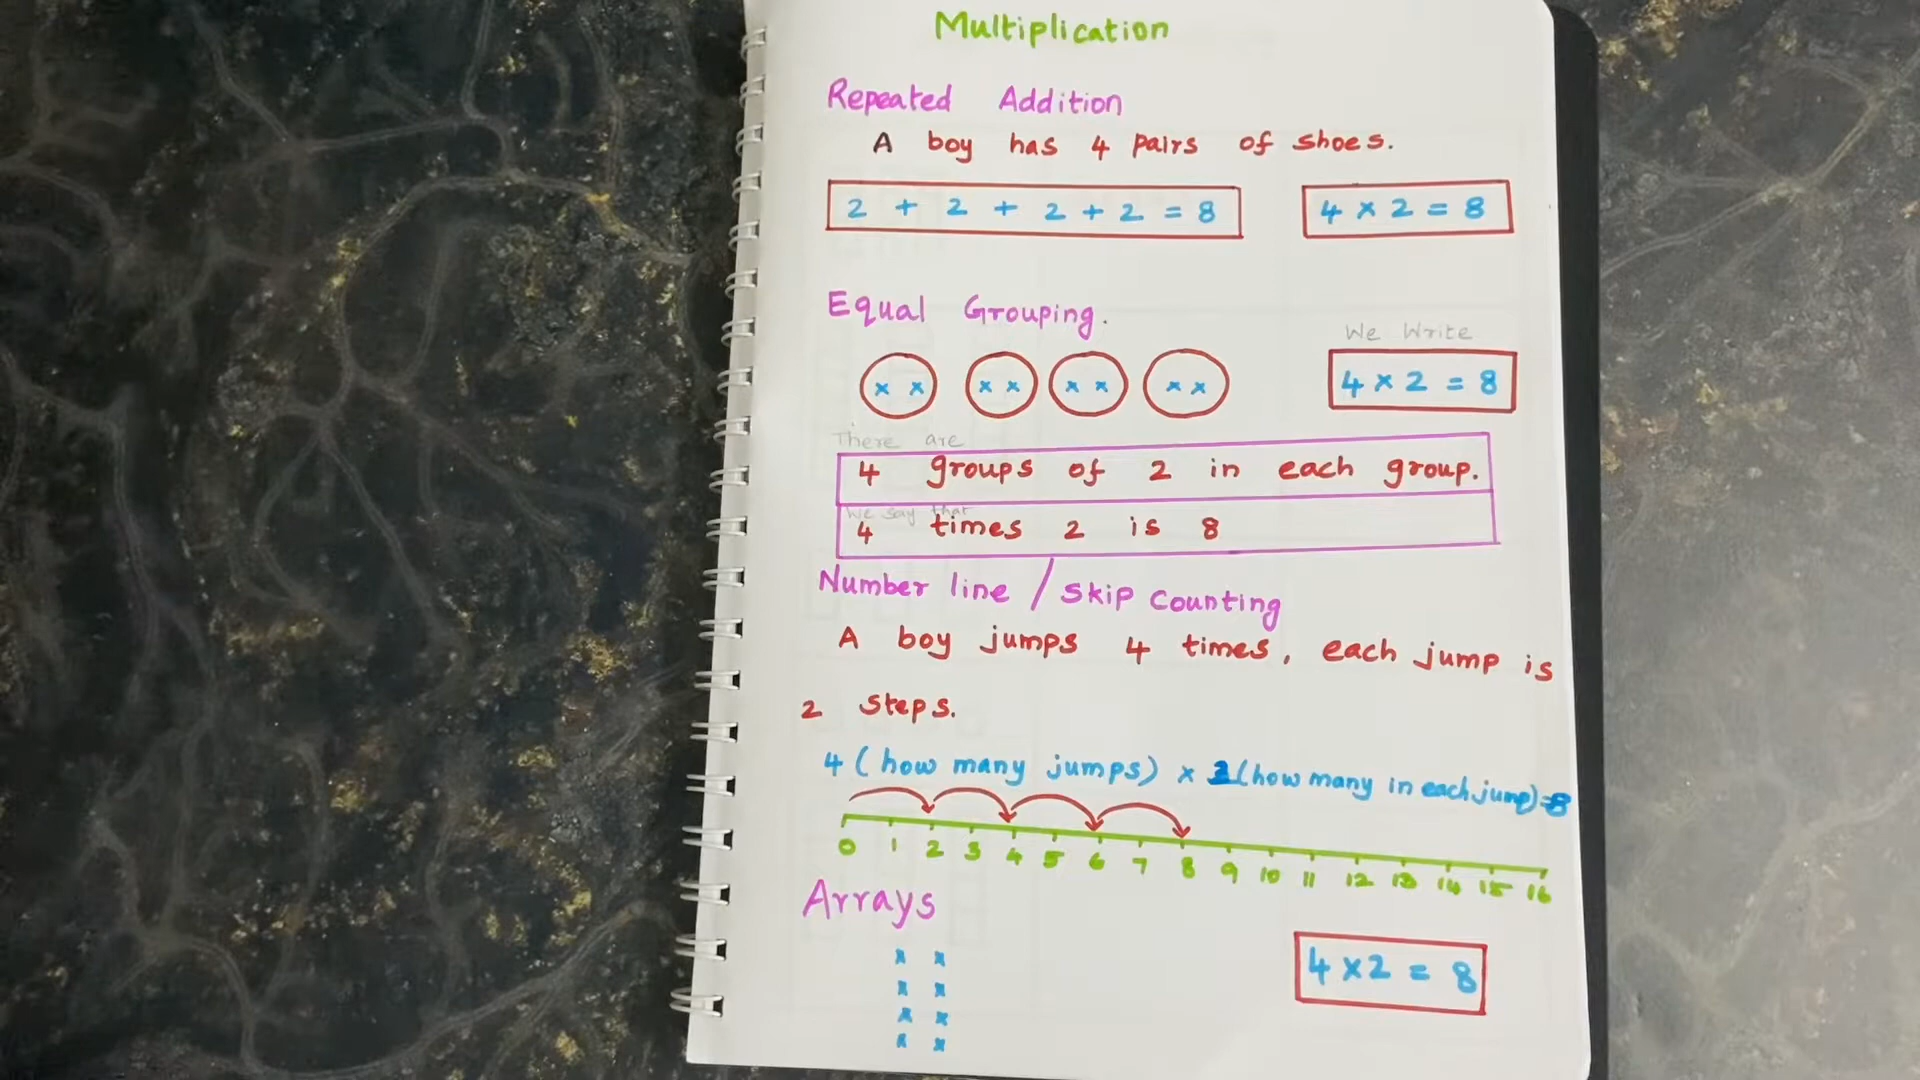 Multiplication
Repeated Addition
A boy has 4 pairs of shoes.
2 + 2 + 2 + 2 = 8
4 × 2 = 8
Equal Grouping.
We Write
x x x x x x x x
4 × 2 = 8
There are
4 groups of 2 in each group.
We say that
4 times 2 is 8
Number line / Skip Counting
A boy jumps 4 times, each jump is
2 steps.
4 (how many jumps) × 2 (how many in each jump) = 8
0 1 2 3 4 5 6 7 8 9 10 11 12 13 14 15 16
Arrays
x x
x x
x x
x x
4 × 2 = 8